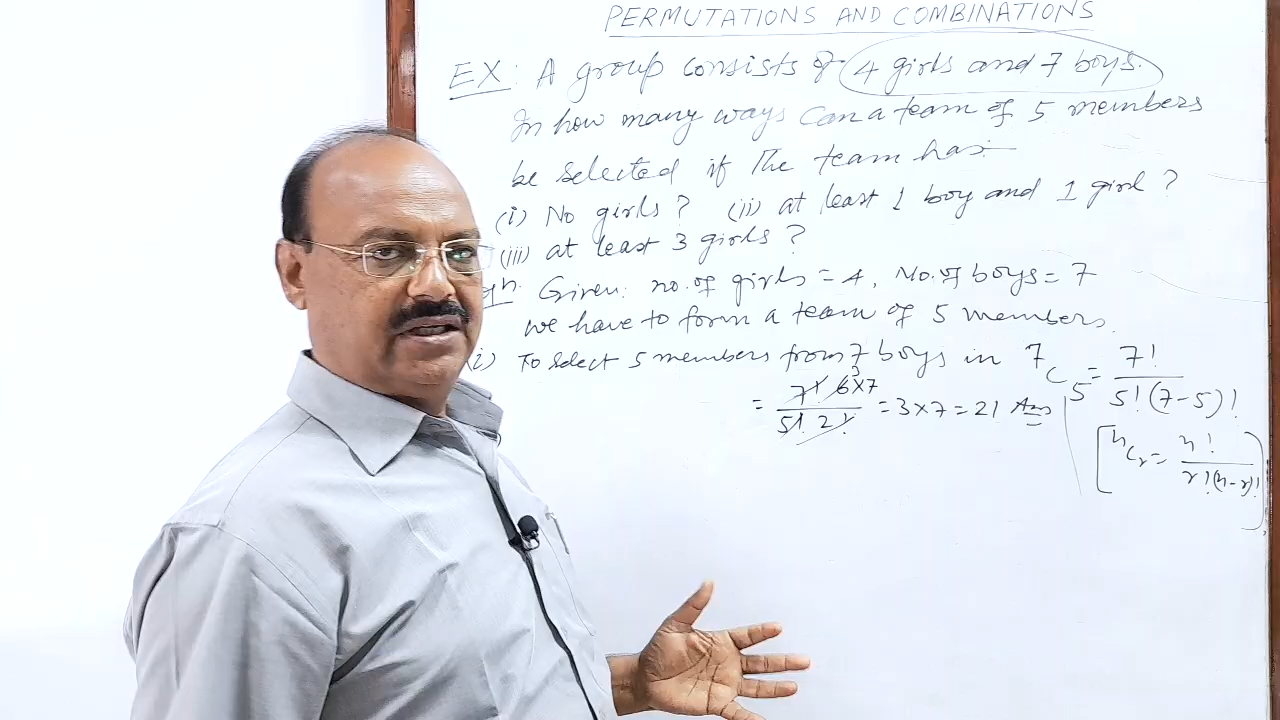 PERMUTATIONS AND COMBINATIONS
EX: A group consists of 4 girls and 7 boys.
In how many ways can a team of 5 members
be selected if the team has
(i) No girls? (ii) at least 1 boy and 1 girl?
(iii) at least 3 girls?
Given: no. of girls = 4, No. of boys = 7
we have to form a team of 5 members.
i) To select 5 members from 7 boys in ⁷C₅ = 7! / 5!(7-5)!
= 6×7 / 5! 2! = 3×7 = 21 Ans
[ⁿCᵣ = n! / r!(n-r)!]